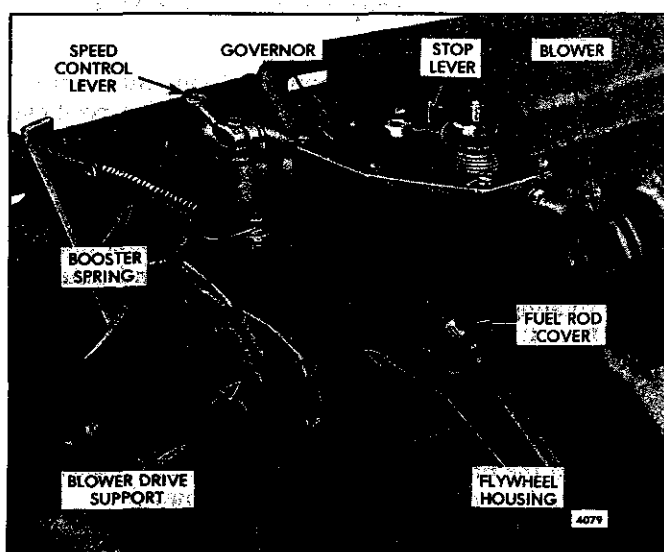 SPEED
CONTROL
LEVER
GOVERNOR
STOP
LEVER
BLOWER
BOOSTER
SPRING
FUEL ROD
COVER
BLOWER DRIVE
SUPPORT
FLYWHEEL
HOUSING
4079